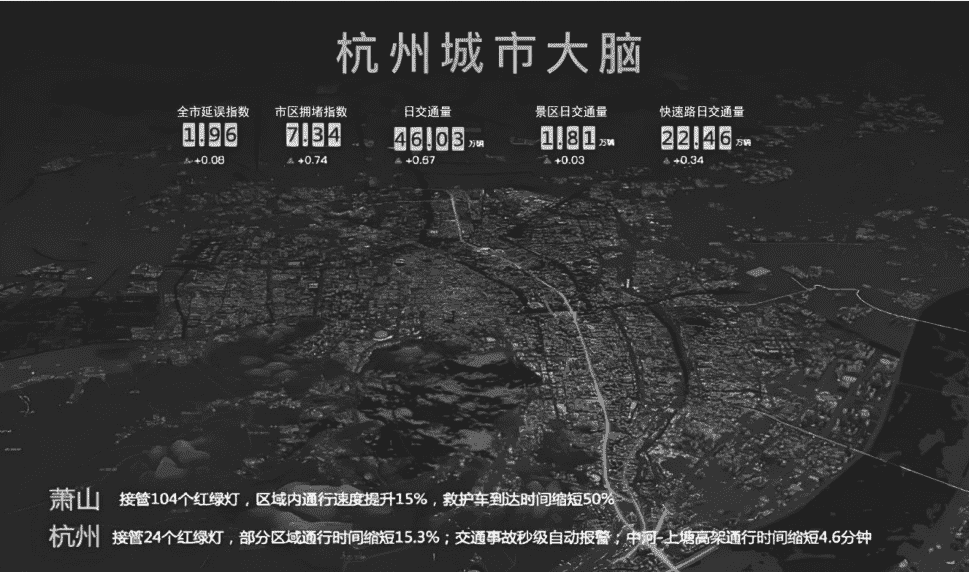 杭州城市大脑
全市延误指数 市区拥堵指数 日交通量 景区日交通量 快速路日交通量
1.96 7.34 46.03 万辆 1.81 万辆 22.46 万辆
+0.08 +0.74 +0.67 +0.03 +0.34
萧山 接管104个红绿灯，区域内通行速度提升15%，救护车到达时间缩短50%
杭州 接管24个红绿灯，部分区域通行时间缩短15.3%；交通事故秒级自动报警；中河-上塘高架通行时间缩短4.6分钟